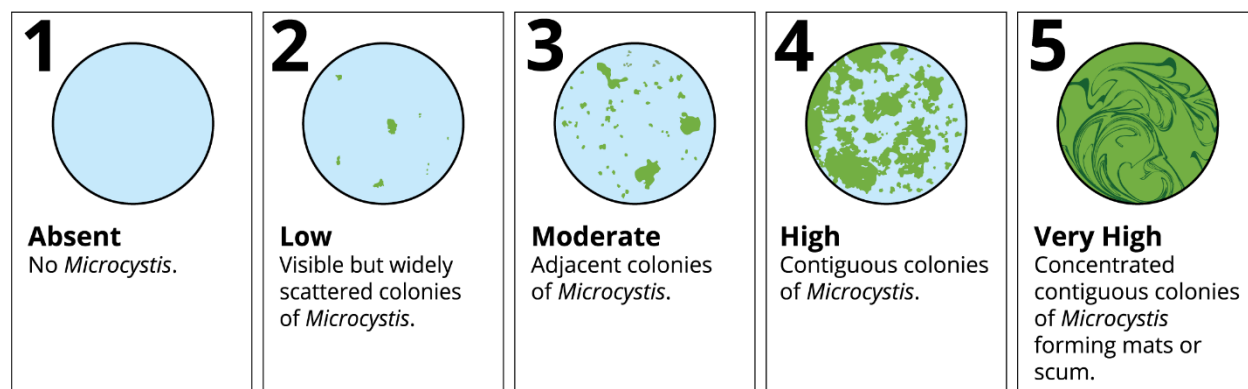 1
Absent
No Microcystis.
2
Low
Visible but widely
scattered colonies
of Microcystis.
3
Moderate
Adjacent colonies
of Microcystis.
4
High
Contiguous colonies
of Microcystis.
5
Very High
Concentrated
contiguous colonies
of Microcystis
forming mats or
scum.